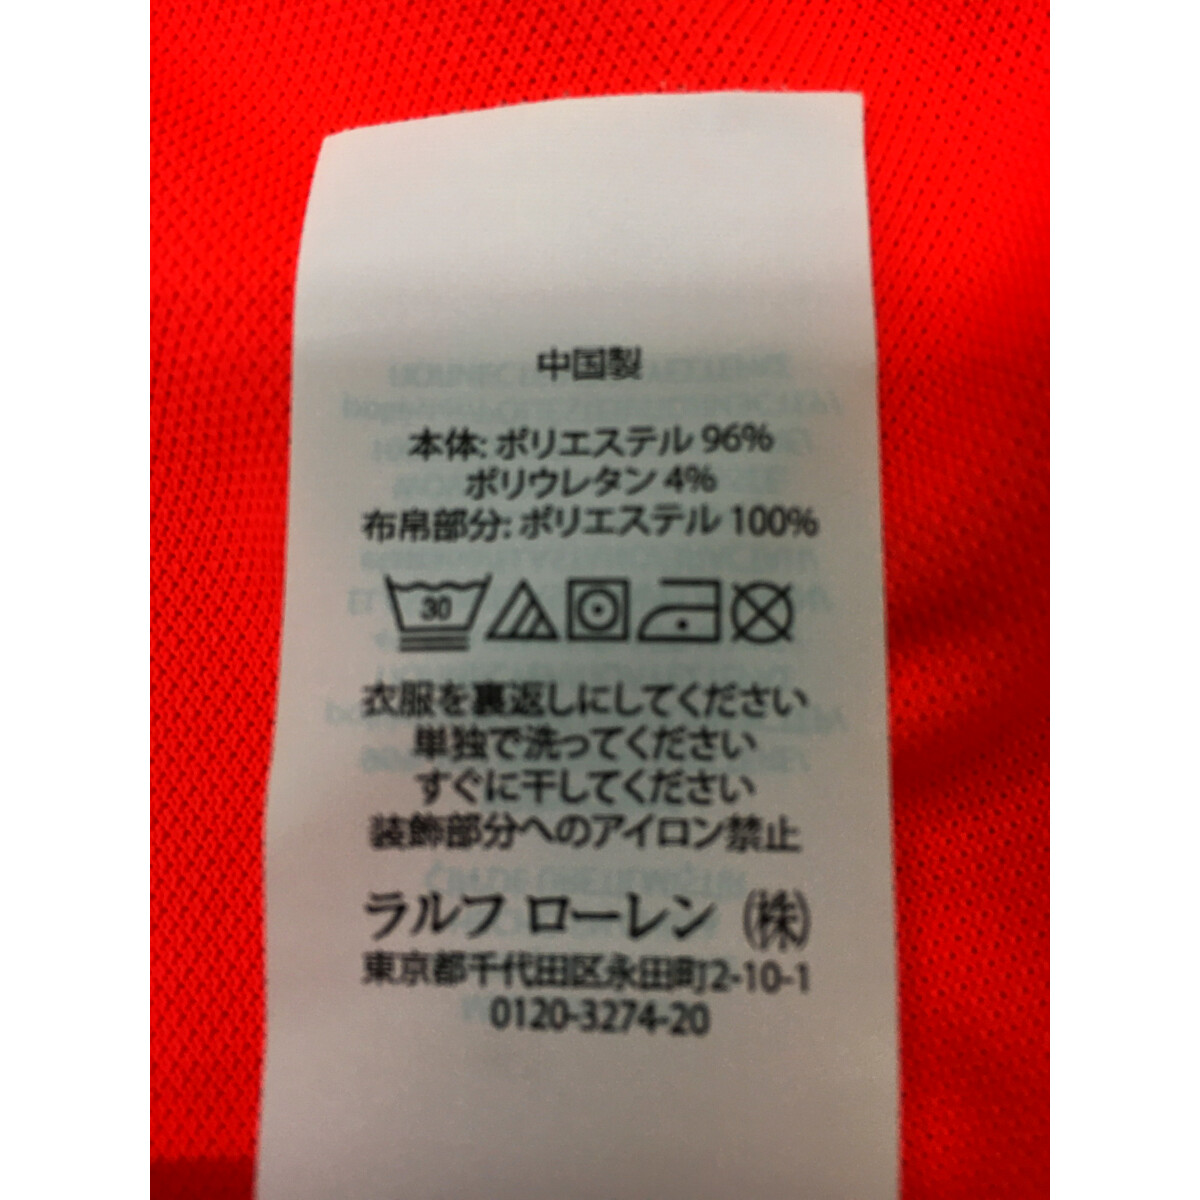 中国製
本体: ポリエステル 96%
ポリウレタン 4%
布帛部分: ポリエステル 100%
30
衣服を裏返しにしてください
単独で洗ってください
すぐに干してください
装飾部分へのアイロン禁止
ラルフ ローレン ㈱
東京都千代田区永田町2-10-1
0120-3274-20